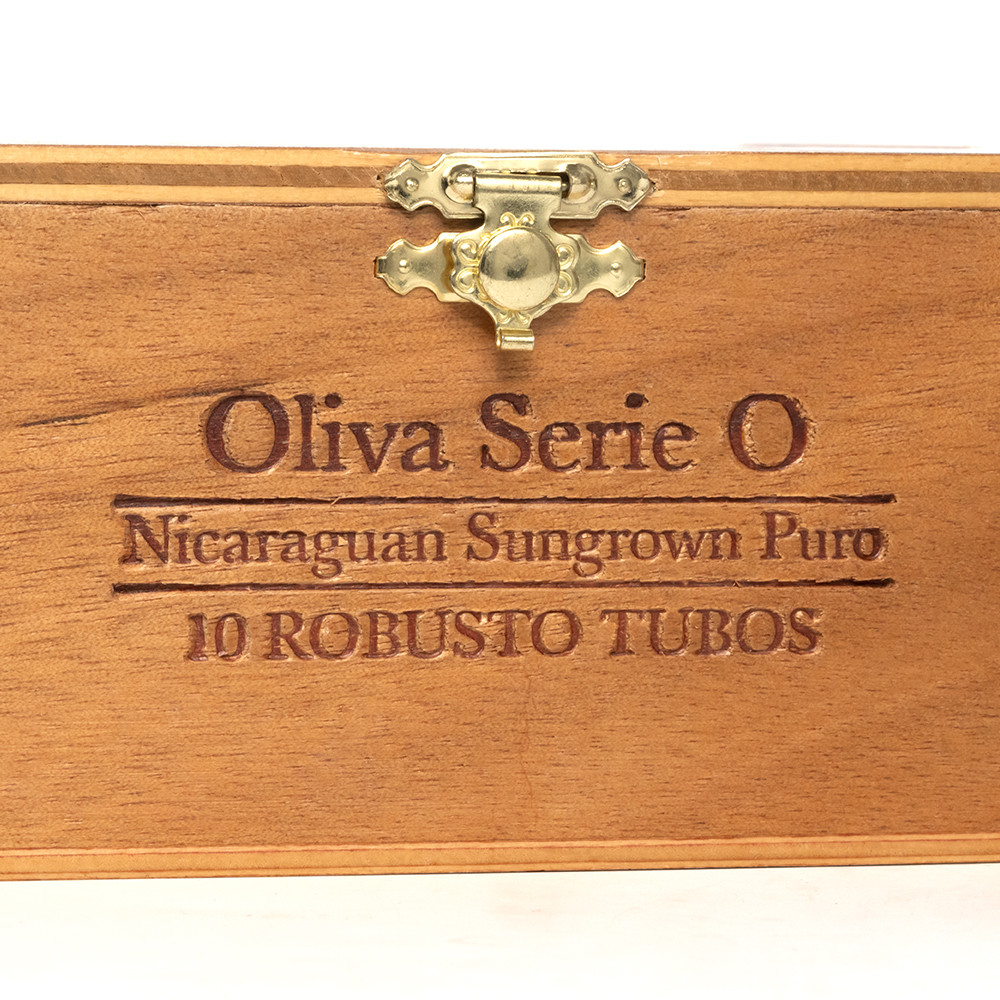 Oliva Serie O
Nicaraguan Sungrown Puro
10 ROBUSTO TUBOS